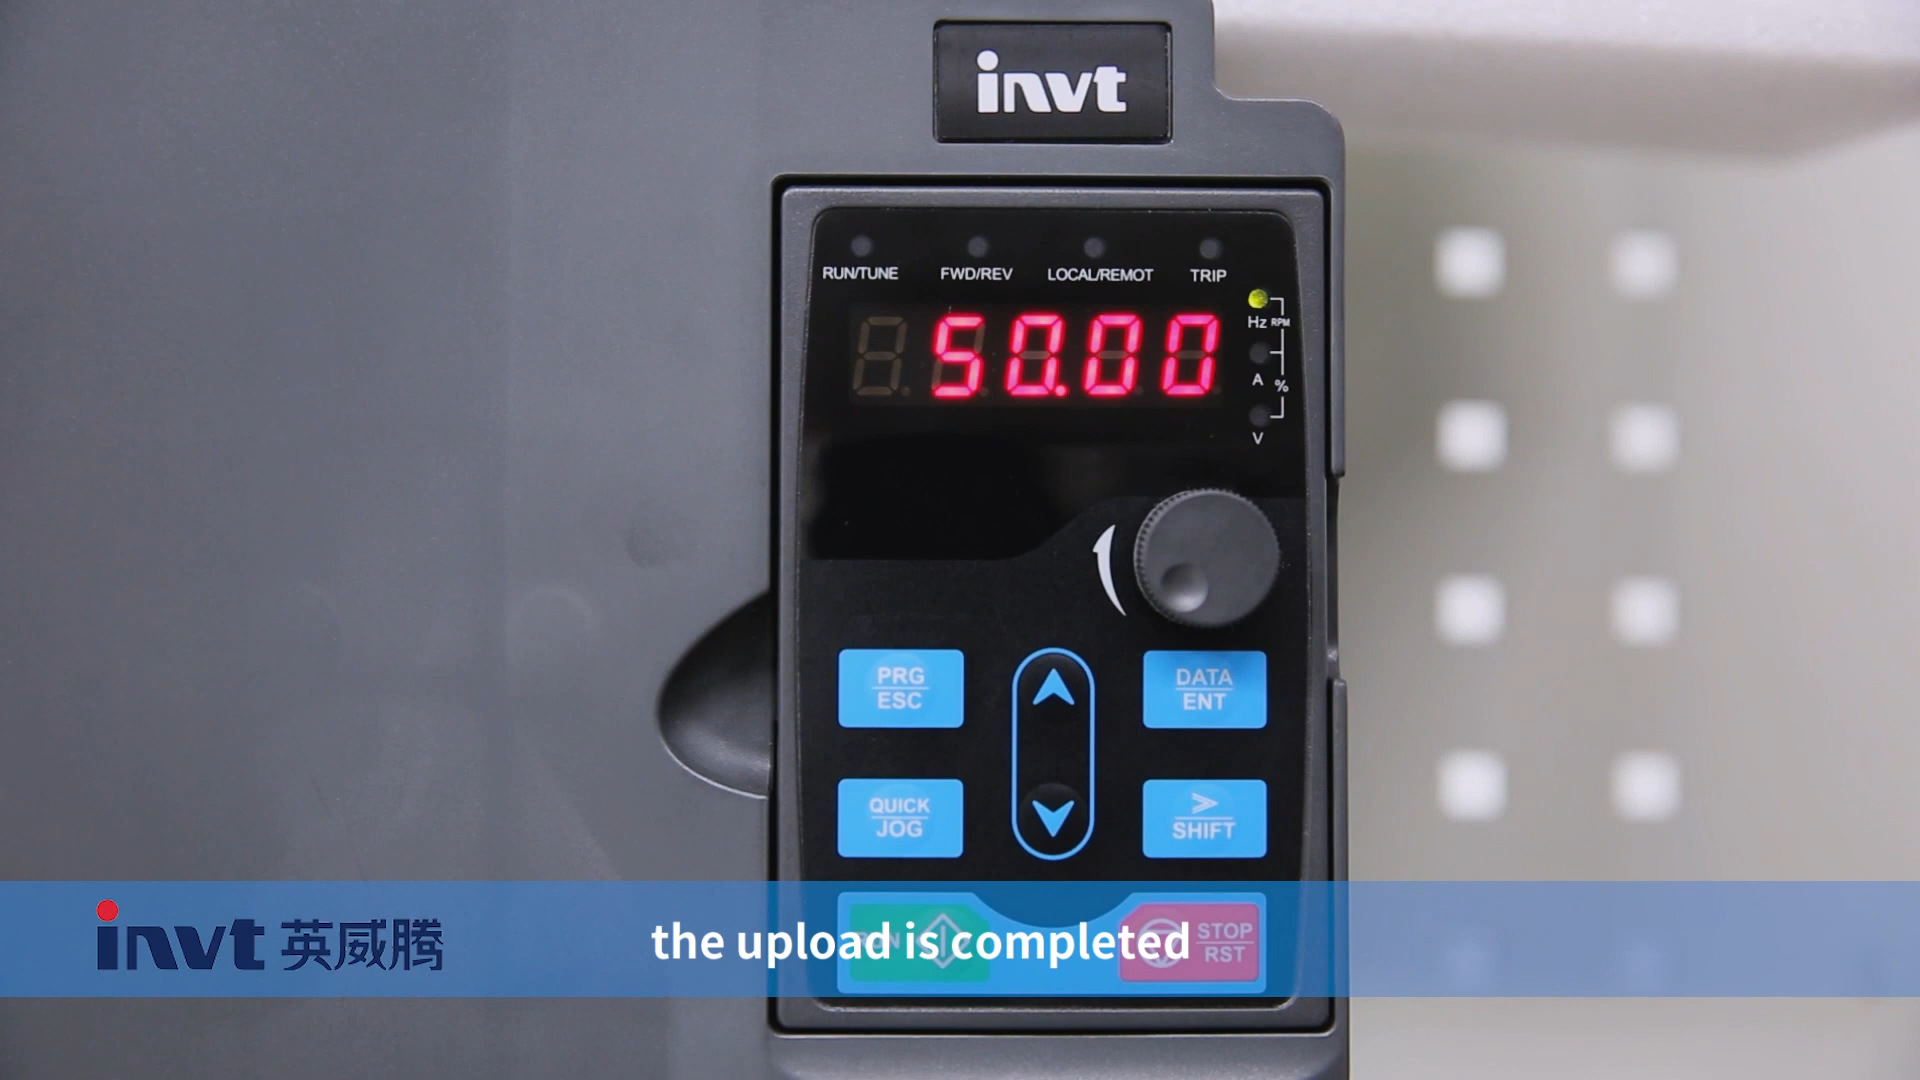 invt
RUN/TUNE FWD/REV LOCAL/REMOT TRIP
50.00
Hz RPM
A %
V
PRG
ESC
DATA
ENT
QUICK
JOG
>
SHIFT
RUN
STOP
RST
invt 英威腾
the upload is completed